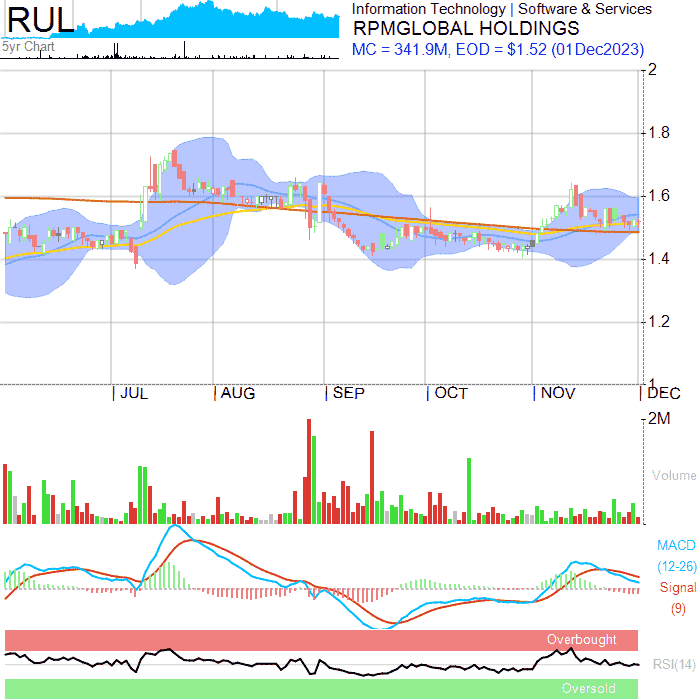 RUL
5yr Chart
Information Technology | Software & Services
RPMGLOBAL HOLDINGS
MC = 341.9M, EOD = $1.52 (01Dec2023)
2
1.8
1.6
1.4
1.2
1
JUL
AUG
SEP
OCT
NOV
DEC
2M
Volume
MACD
(12-26)
Signal
(9)
Overbought
RSI(14)
Oversold